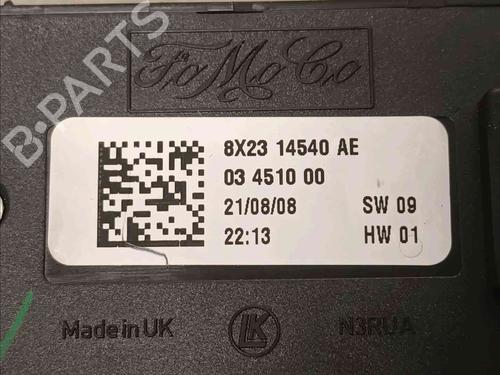 FoMoCo
B-PARTS
8X23 14540 AE
03 4510 00
21/08/08 SW 09
22:13 HW 01
Made in UK LK N3RUA